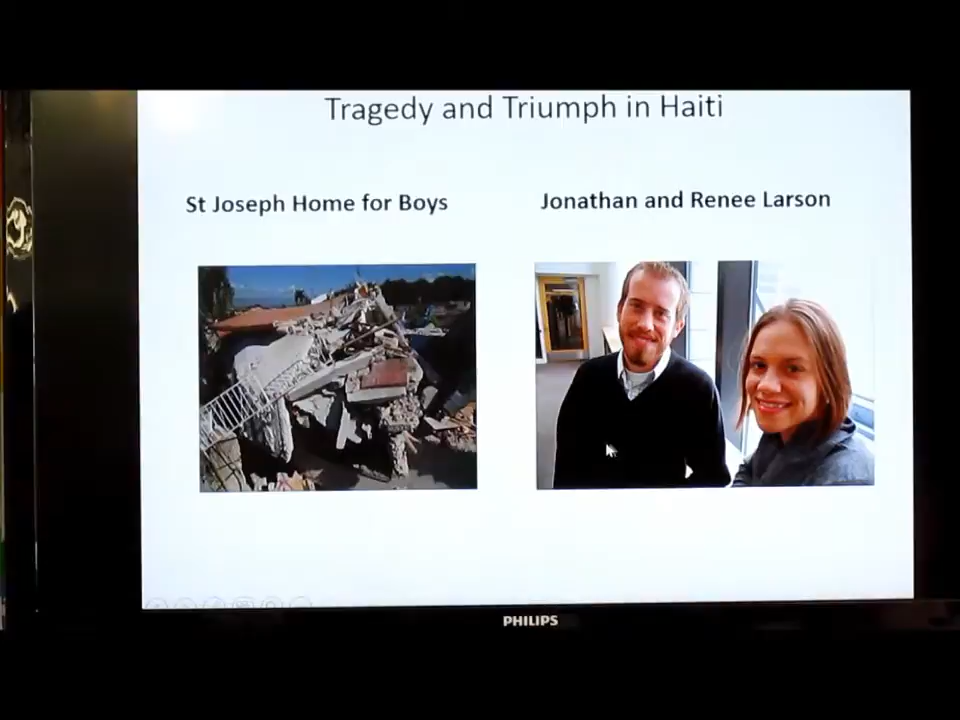 Tragedy and Triumph in Haiti
St Joseph Home for Boys
Jonathan and Renee Larson
PHILIPS